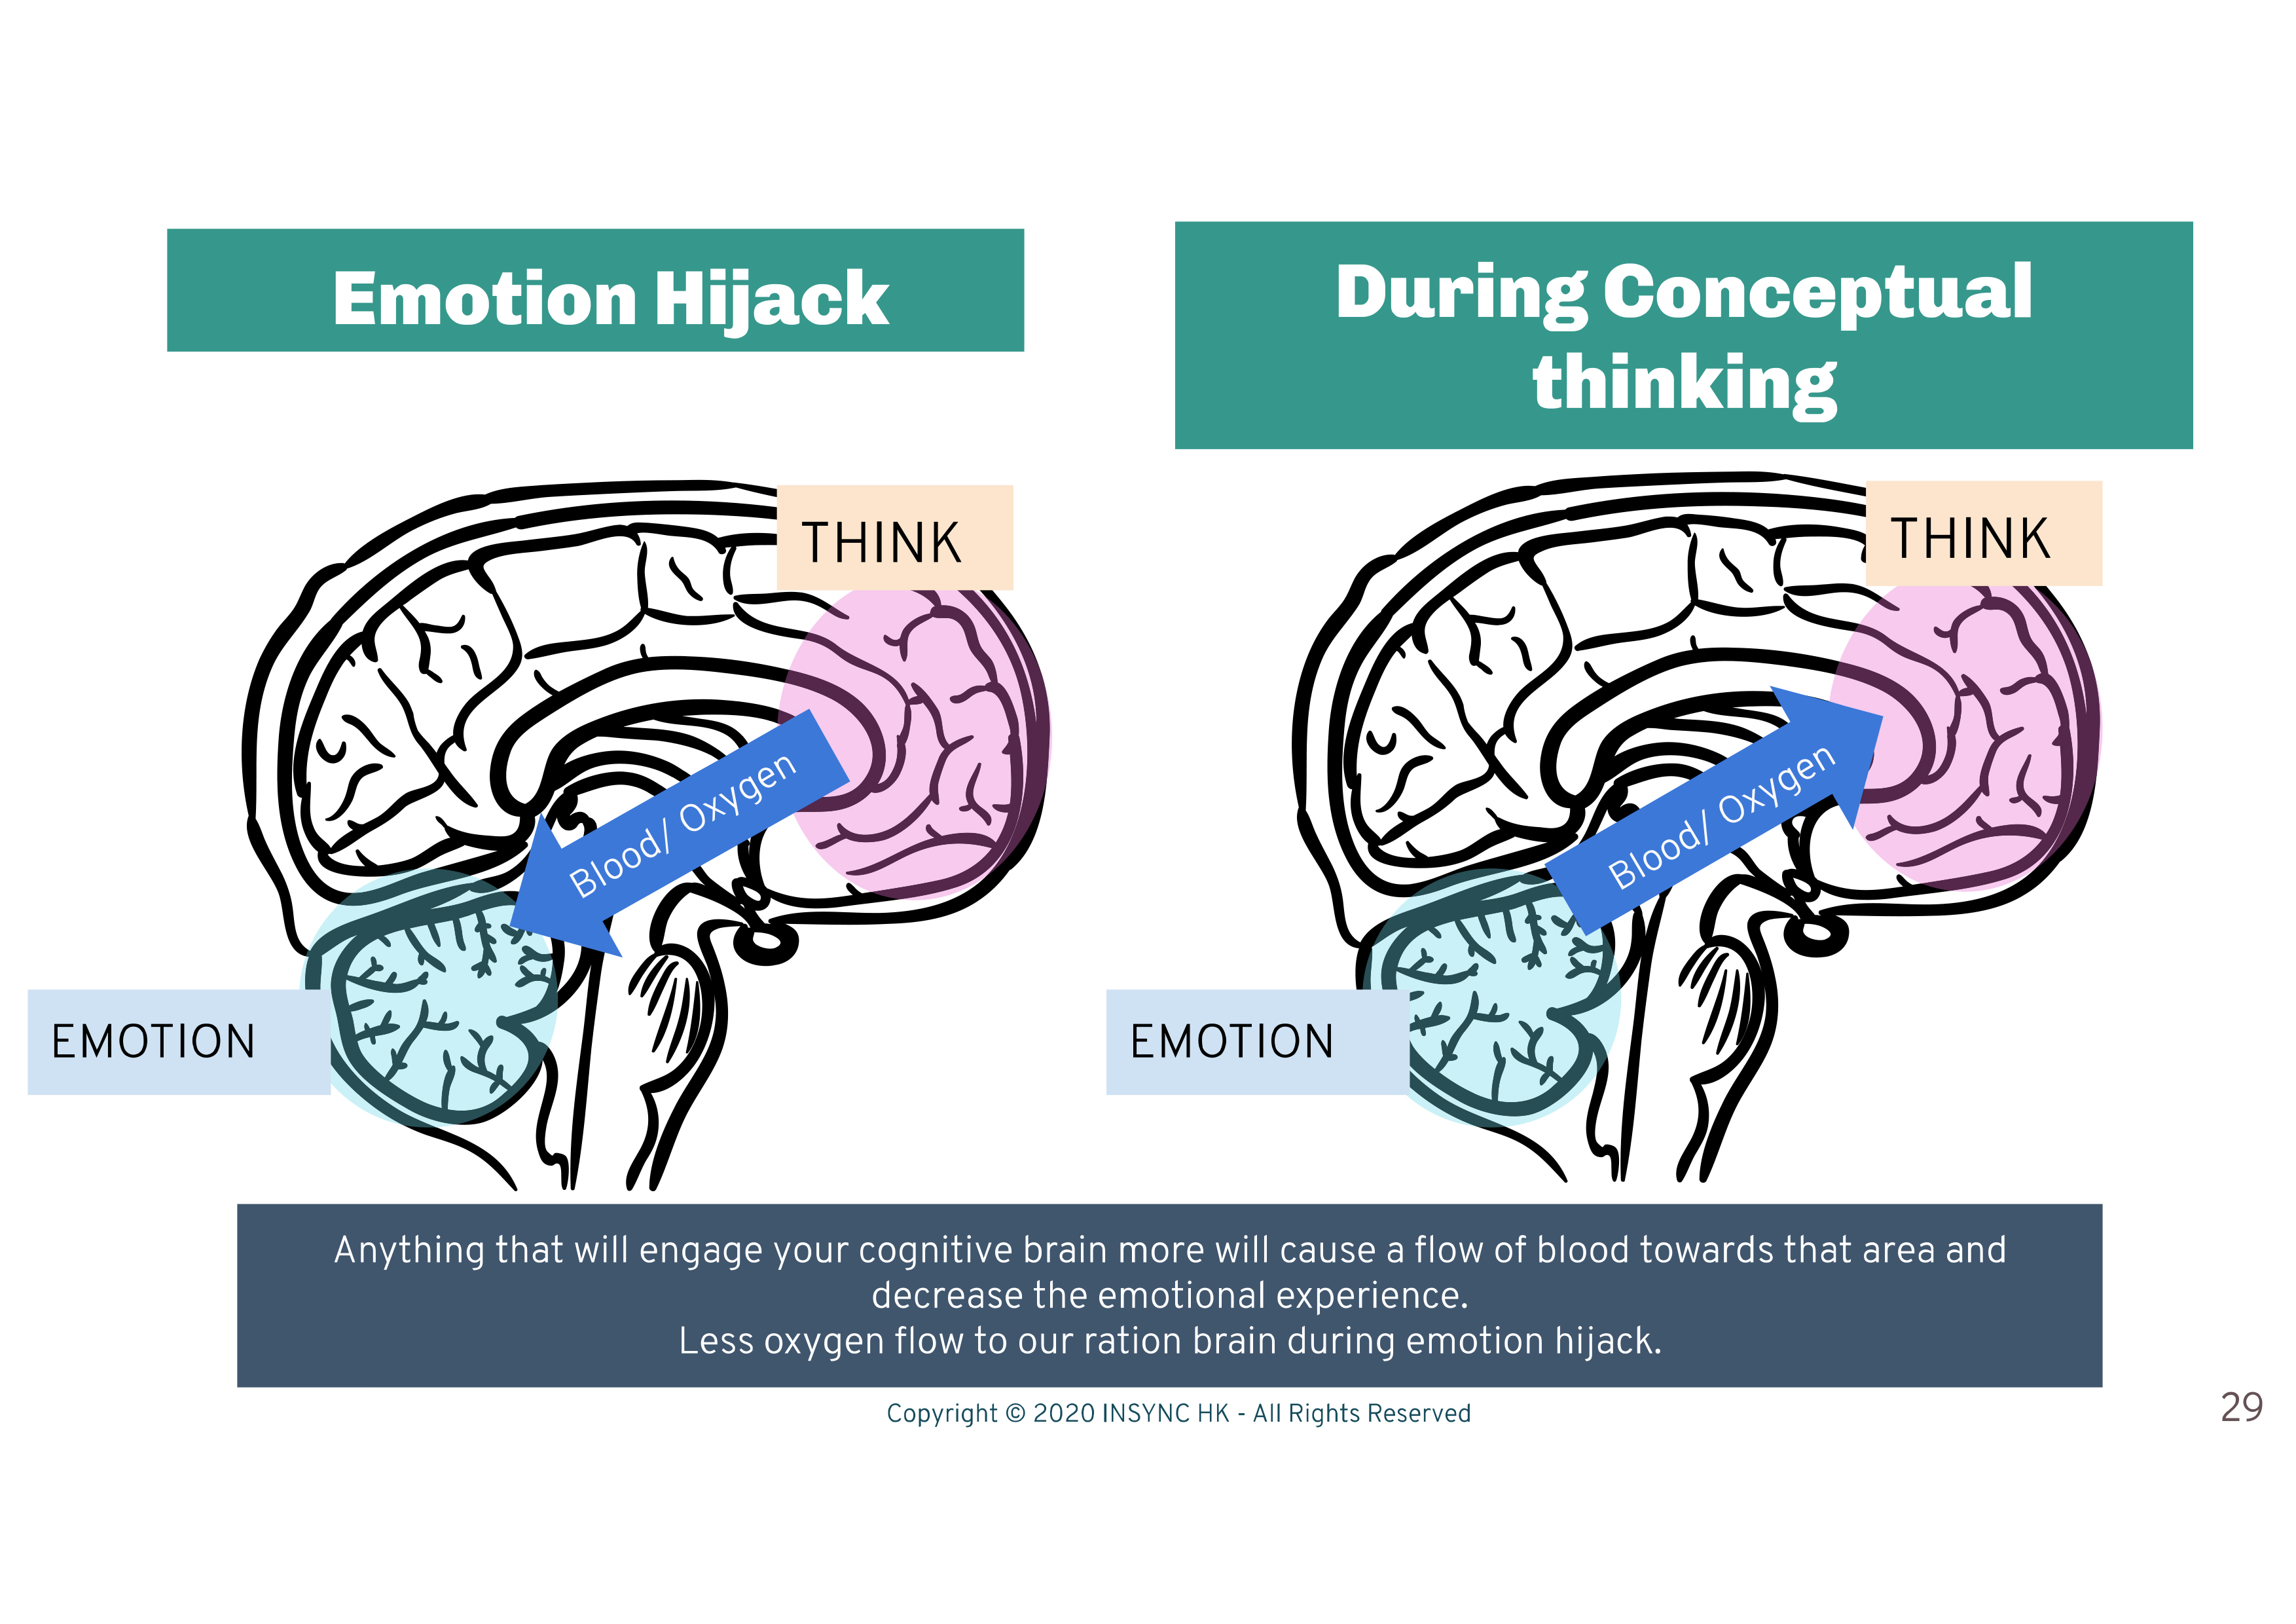 Emotion Hijack
During Conceptual
thinking
THINK
Blood/ Oxygen
EMOTION
THINK
Blood/ Oxygen
EMOTION
Anything that will engage your cognitive brain more will cause a flow of blood towards that area and
decrease the emotional experience.
Less oxygen flow to our ration brain during emotion hijack.
Copyright © 2020 INSYNC HK - All Rights Reserved
29